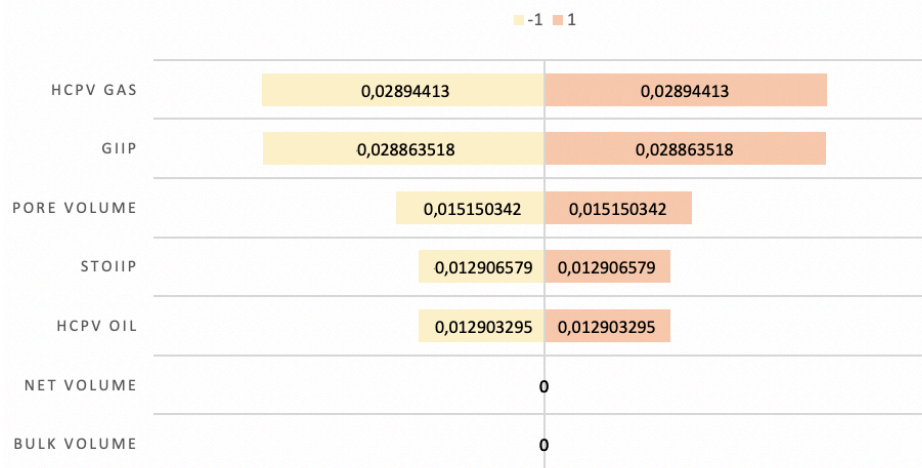 -1 1
HCPV GAS 0,02894413 0,02894413
GIIP 0,028863518 0,028863518
PORE VOLUME 0,015150342 0,015150342
STOIIP 0,012906579 0,012906579
HCPV OIL 0,012903295 0,012903295
NET VOLUME 0
BULK VOLUME 0